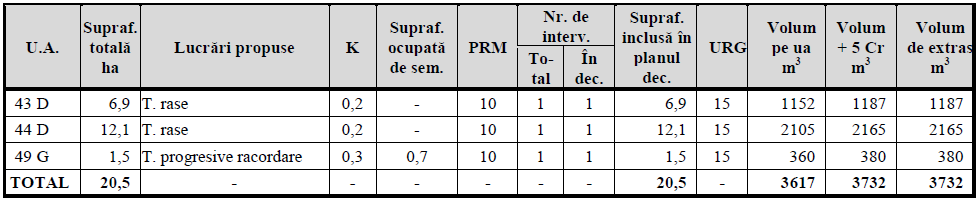 U.A. | Supraf. totală ha | Lucrări propuse | K | Supraf. ocupată de sem. | PRM | Nr. de interv. To-tal | Nr. de interv. În dec. | Supraf. inclusă în planul dec. | URG | Volum pe ua m³ | Volum + 5 Cr m³ | Volum de extras m³
43 D | 6,9 | T. rase | 0,2 | - | 10 | 1 | 1 | 6,9 | 15 | 1152 | 1187 | 1187
44 D | 12,1 | T. rase | 0,2 | - | 10 | 1 | 1 | 12,1 | 15 | 2105 | 2165 | 2165
49 G | 1,5 | T. progresive racordare | 0,3 | 0,7 | 10 | 1 | 1 | 1,5 | 15 | 360 | 380 | 380
TOTAL | 20,5 | - | - | - | - | - | - | 20,5 | - | 3617 | 3732 | 3732